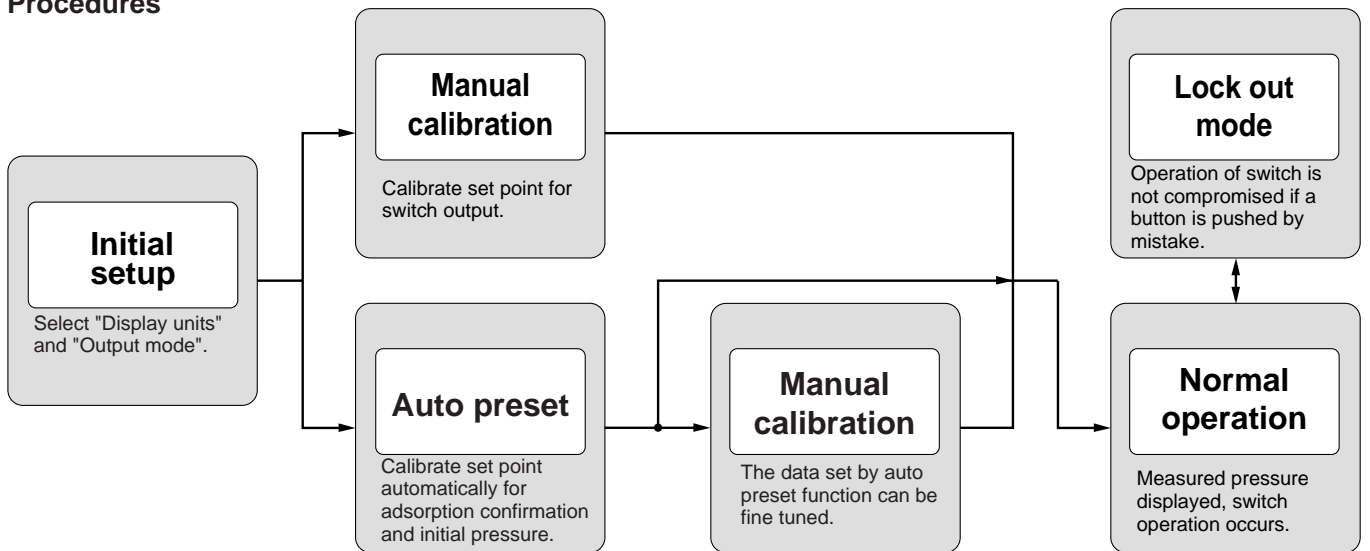 Procedures
Manual
calibration
Calibrate set point for
switch output.
Lock out
mode
Operation of switch is
not compromised if a
button is pushed by
mistake.
Initial
setup
Select "Display units"
and "Output mode".
Auto preset
Calibrate set point
automatically for
adsorption confirmation
and initial pressure.
Manual
calibration
The data set by auto
preset function can be
fine tuned.
Normal
operation
Measured pressure
displayed, switch
operation occurs.